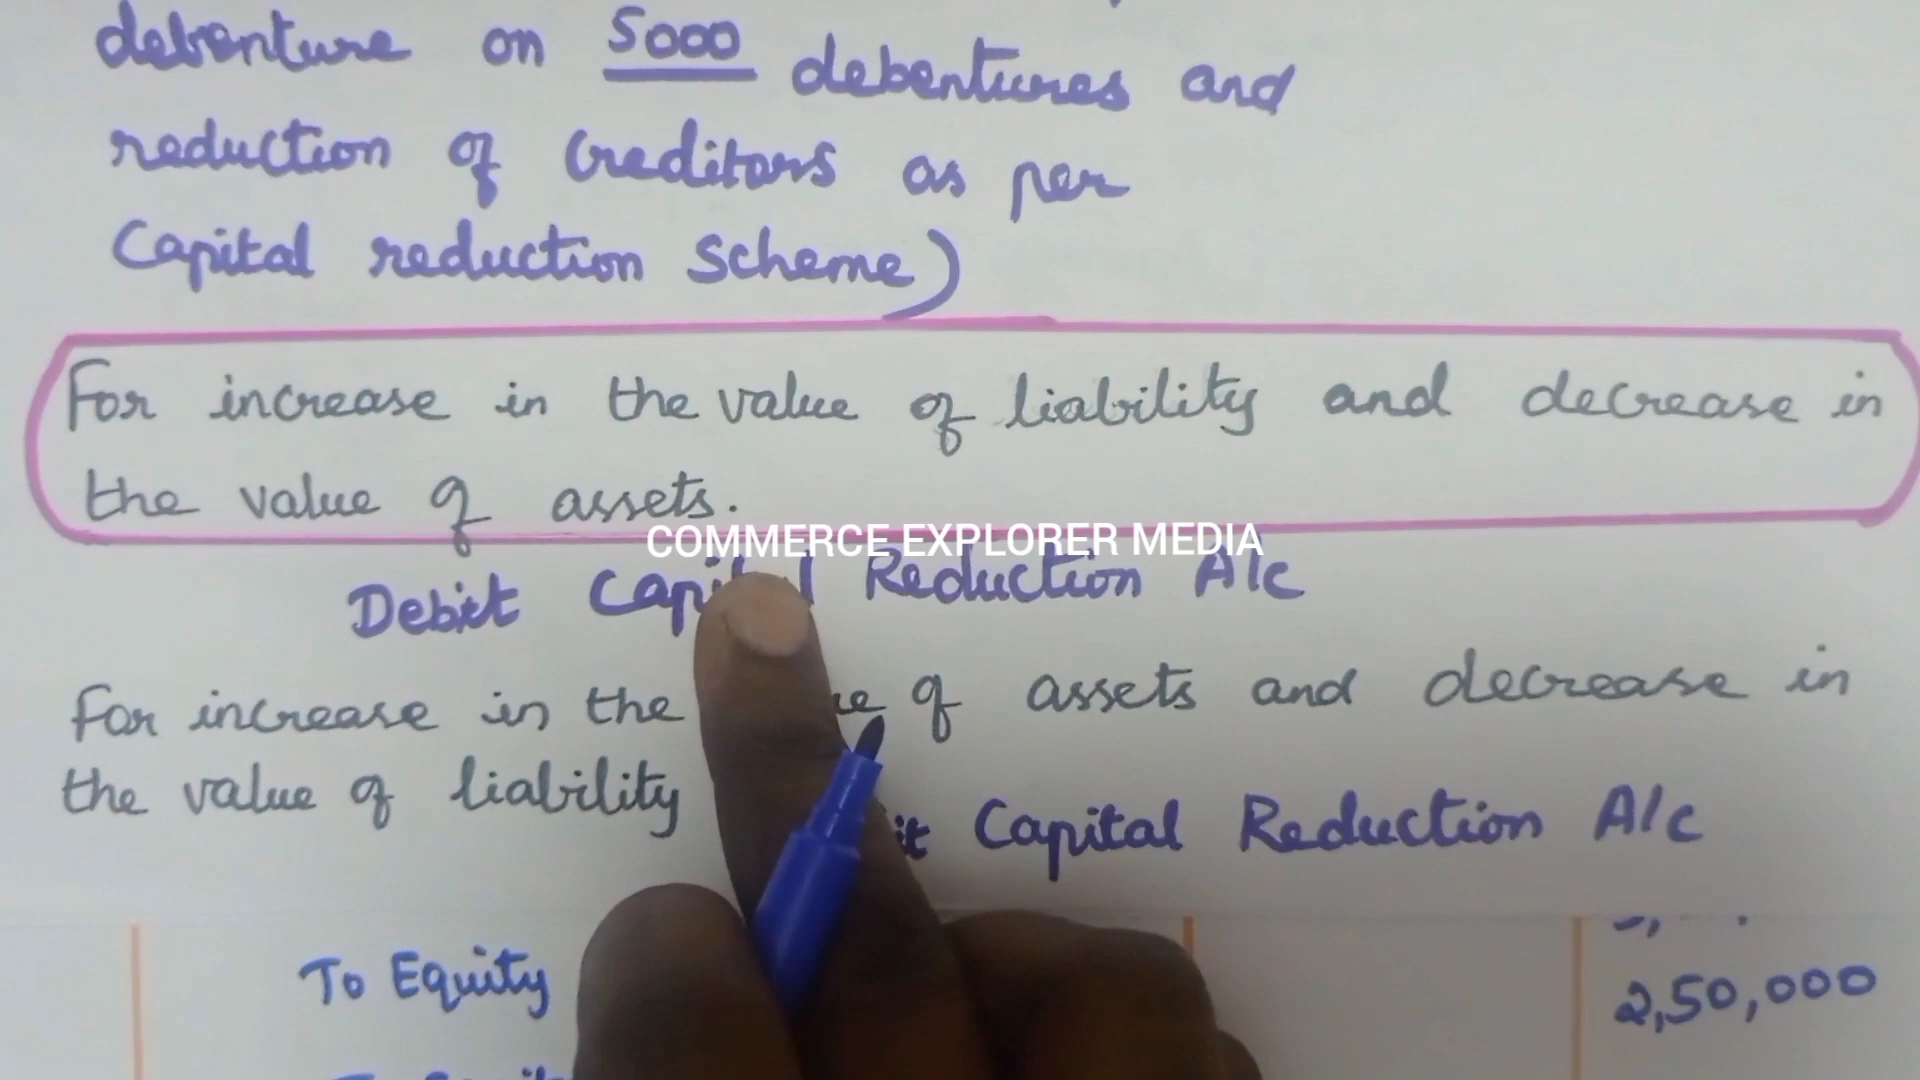 debenture on 5000 debentures and
reduction of Creditors as per
Capital reduction Scheme)
For increase in the value of liability and decrease in
the value of assets.
COMMERCE EXPLORER MEDIA
Debit Capital Reduction A/c
For increase in the of assets and decrease in
the value of liability
Capital Reduction A/c
To Equity
2,50,000